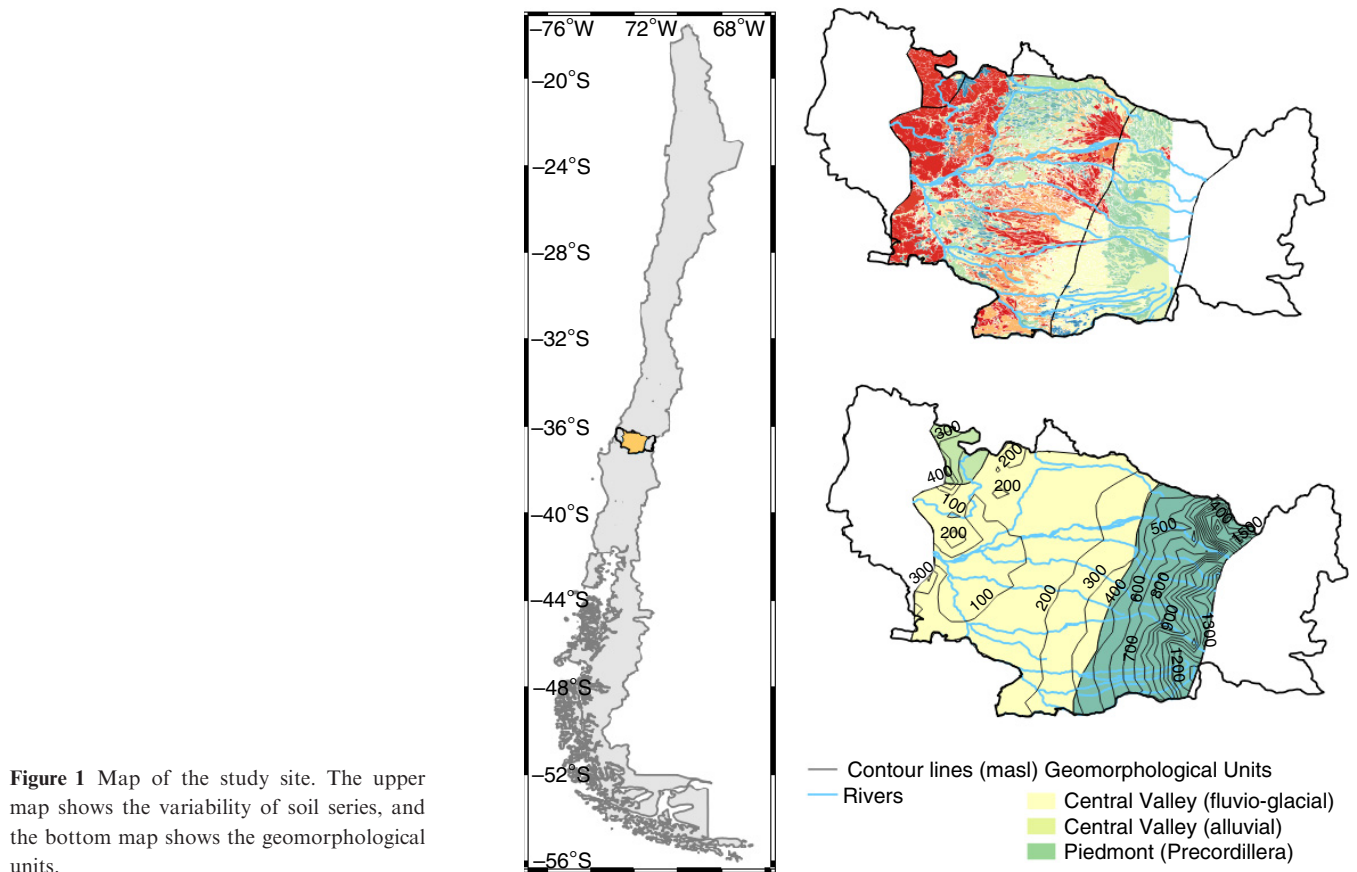 −76°W 72°W 68°W
−20°S
−24°S
−28°S
−32°S
−36°S
−40°S
−44°S
−48°S
−52°S
−56°S
300
400
200
200
100
200
300
100
200
300
400
500
600
800
700
900
400
1500
1300
1200
Contour lines (masl) Geomorphological Units
Rivers
Central Valley (fluvio-glacial)
Central Valley (alluvial)
Piedmont (Precordillera)
Figure 1 Map of the study site. The upper
map shows the variability of soil series, and
the bottom map shows the geomorphological
units.